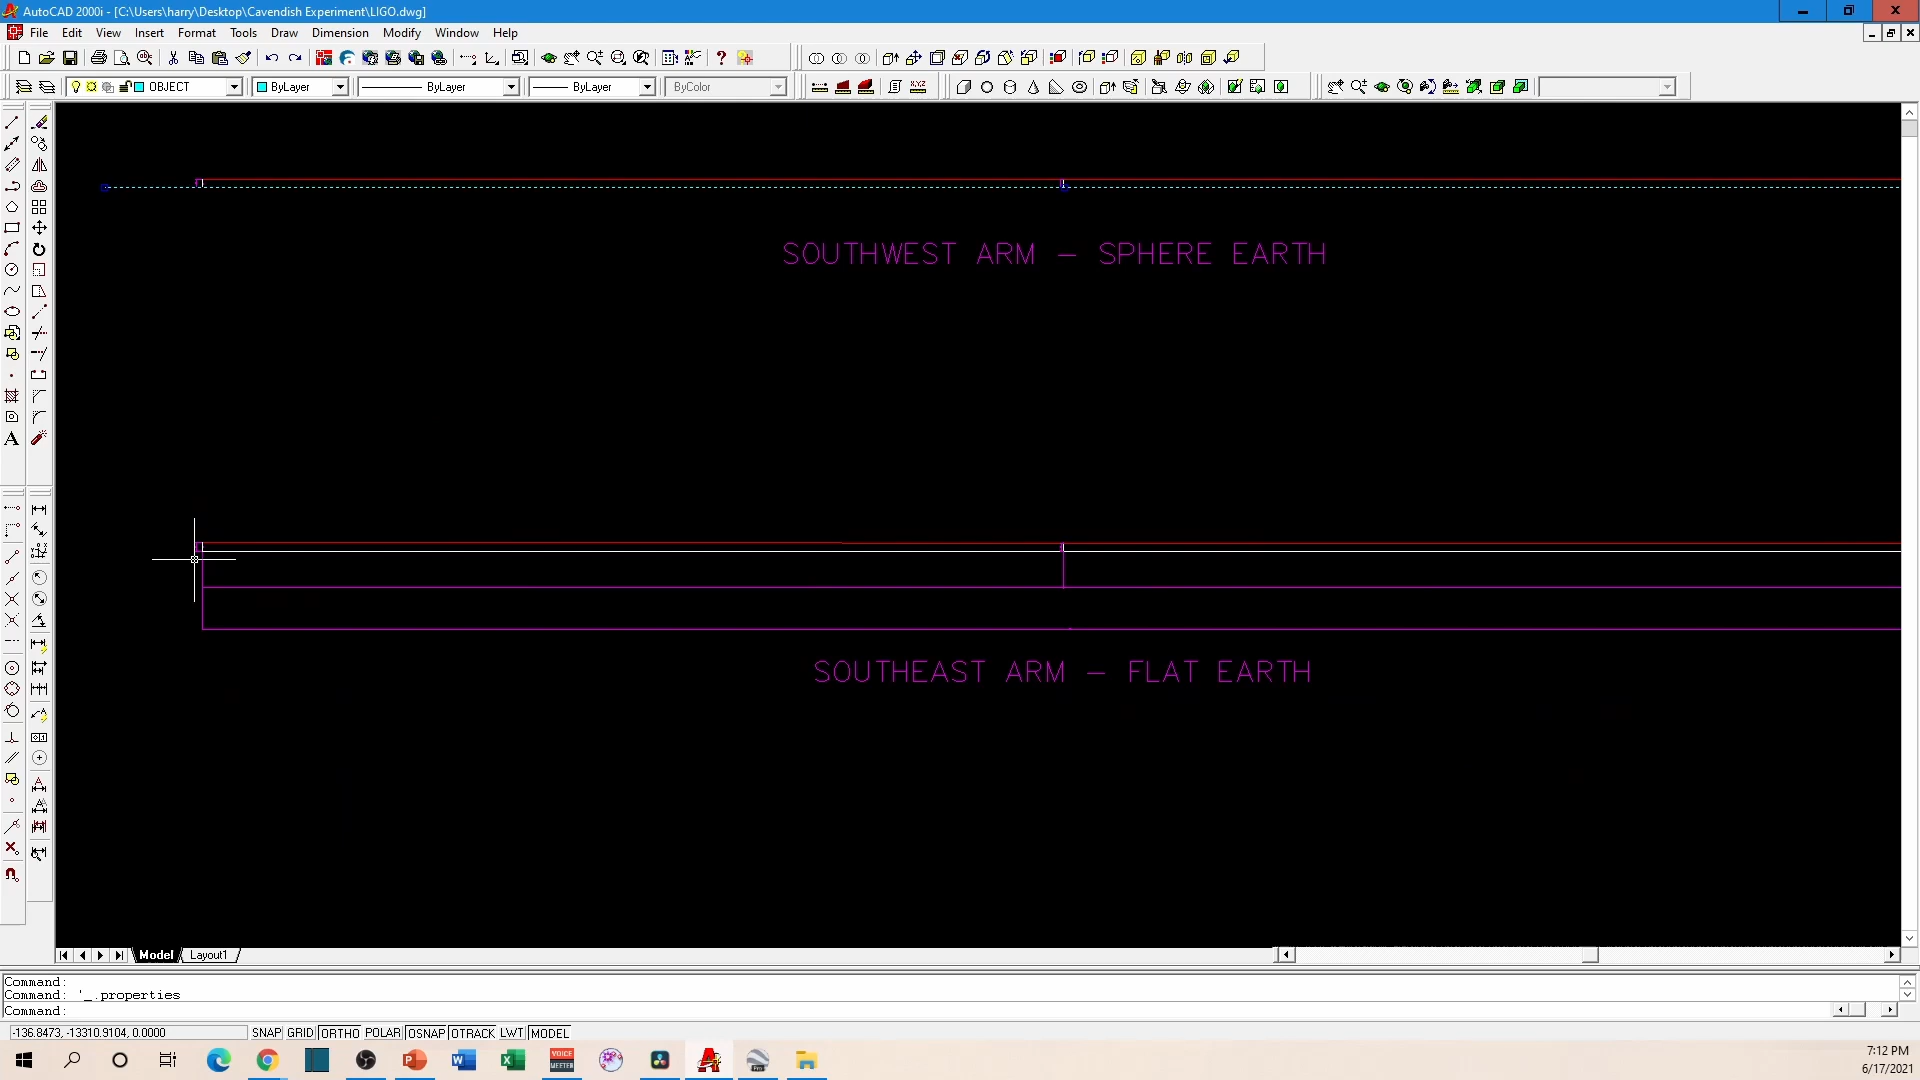 AutoCAD 2000i - [C:\Users\harry\Desktop\Cavendish Experiment\LIGO.dwg]
File Edit View Insert Format Tools Draw Dimension Modify Window Help
OBJECT ByLayer ByLayer ByLayer ByColor
SOUTHWEST ARM - SPHERE EARTH
SOUTHEAST ARM - FLAT EARTH
Model Layout1
Command:
Command: '_.properties
Command:
-136.8473, -13310.9104, 0.0000 SNAP GRID ORTHO POLAR OSNAP OTRACK LWT MODEL
VOICE
MEETER
7:12 PM
6/17/2021